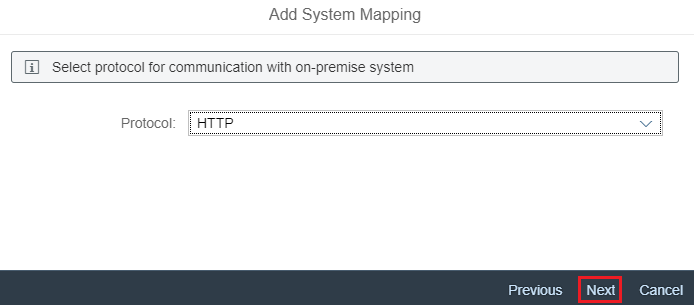 Add System Mapping
Select protocol for communication with on-premise system
Protocol: HTTP
Previous Next Cancel